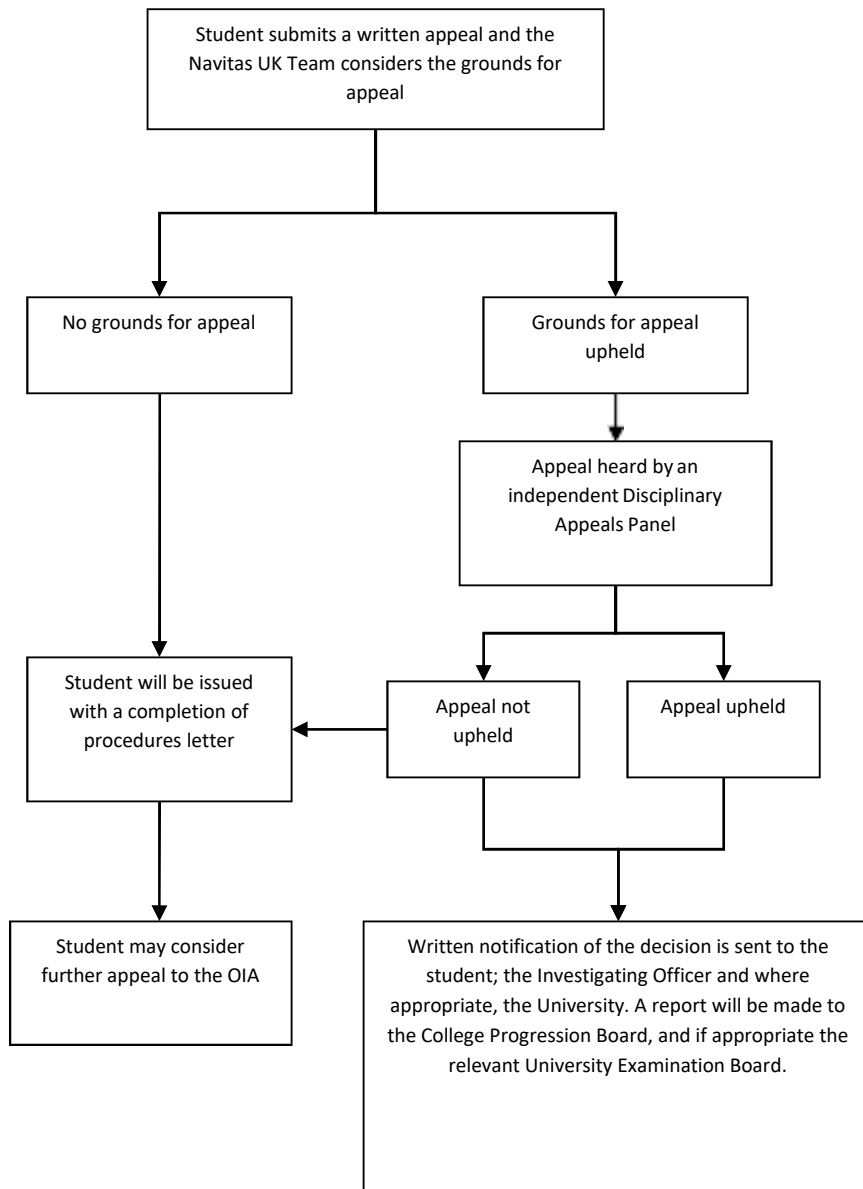 Student submits a written appeal and the
Navitas UK Team considers the grounds for
appeal
No grounds for appeal
Grounds for appeal
upheld
Appeal heard by an
independent Disciplinary
Appeals Panel
Student will be issued
with a completion of
procedures letter
Appeal not
upheld
Appeal upheld
Student may consider
further appeal to the OIA
Written notification of the decision is sent to the
student; the Investigating Officer and where
appropriate, the University. A report will be made to
the College Progression Board, and if appropriate the
relevant University Examination Board.